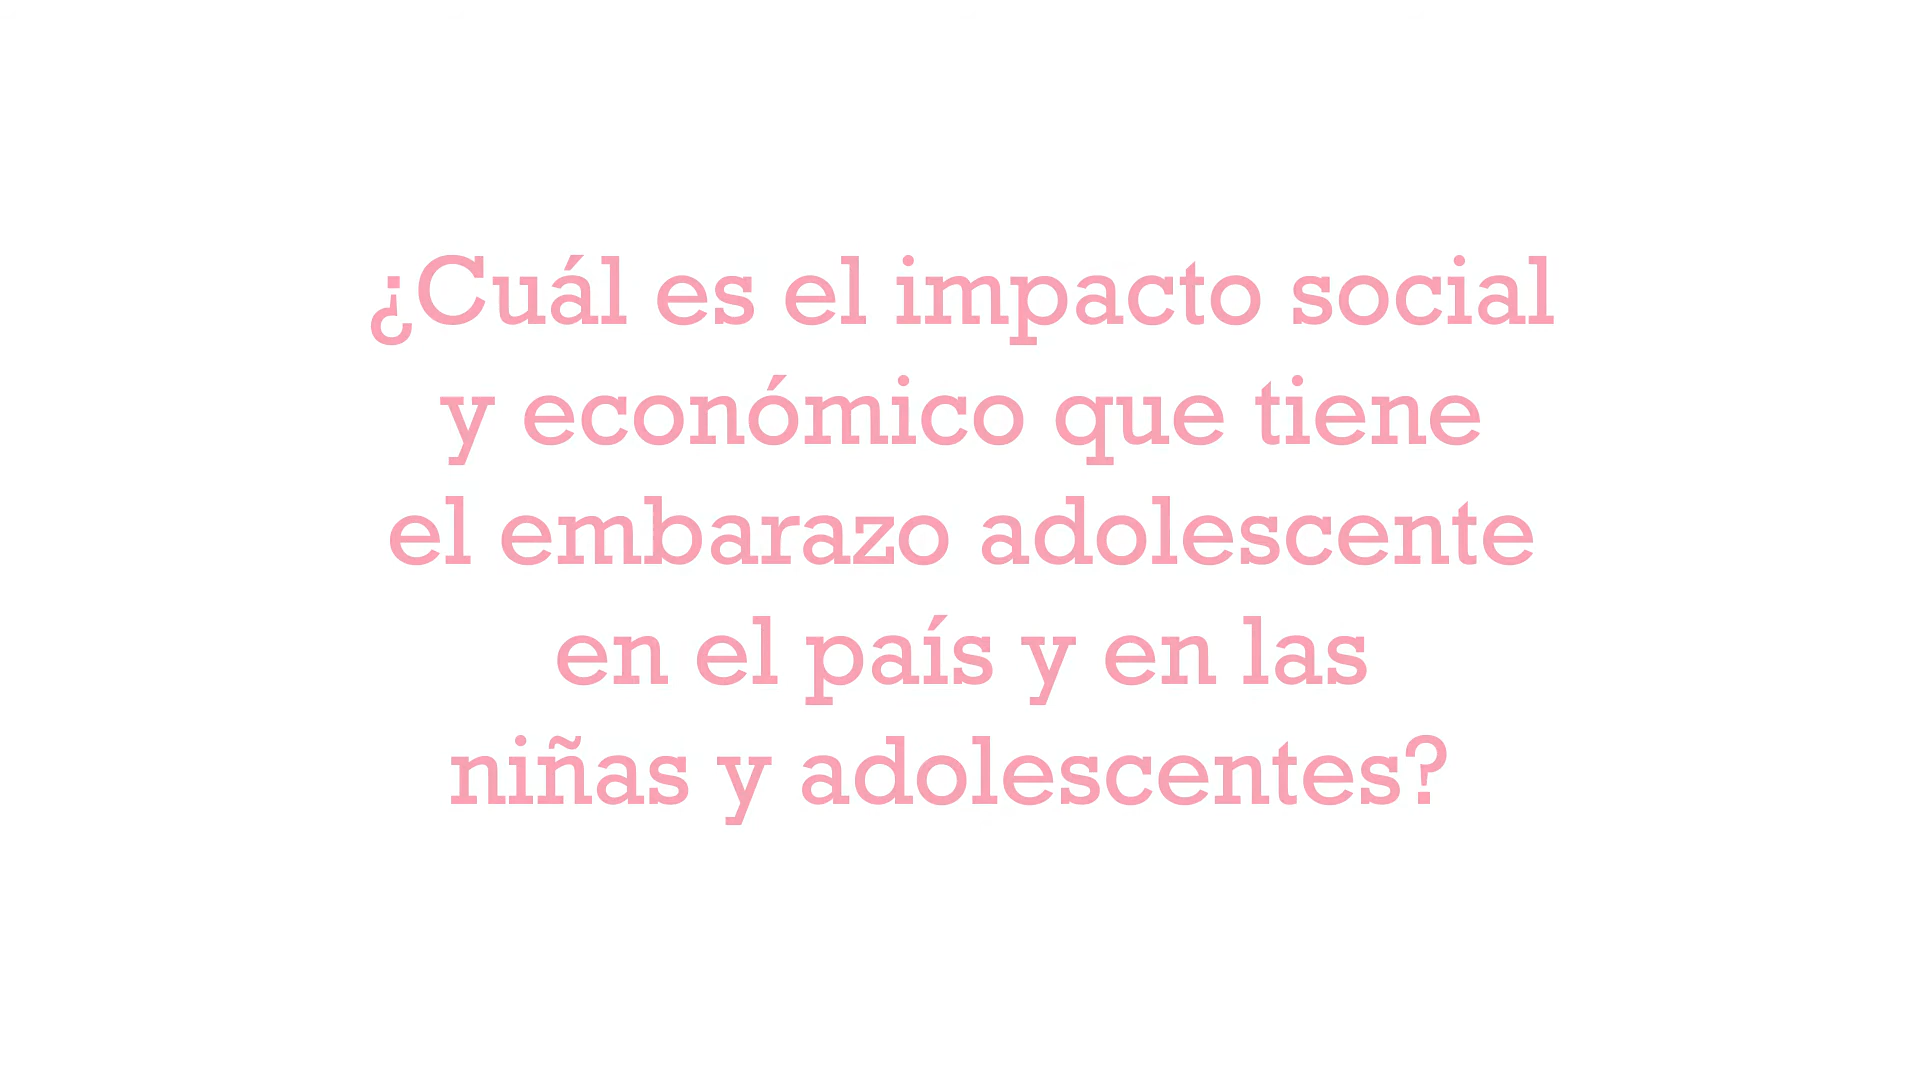 ¿Cuál es el impacto social
y económico que tiene
el embarazo adolescente
en el país y en las
niñas y adolescentes?